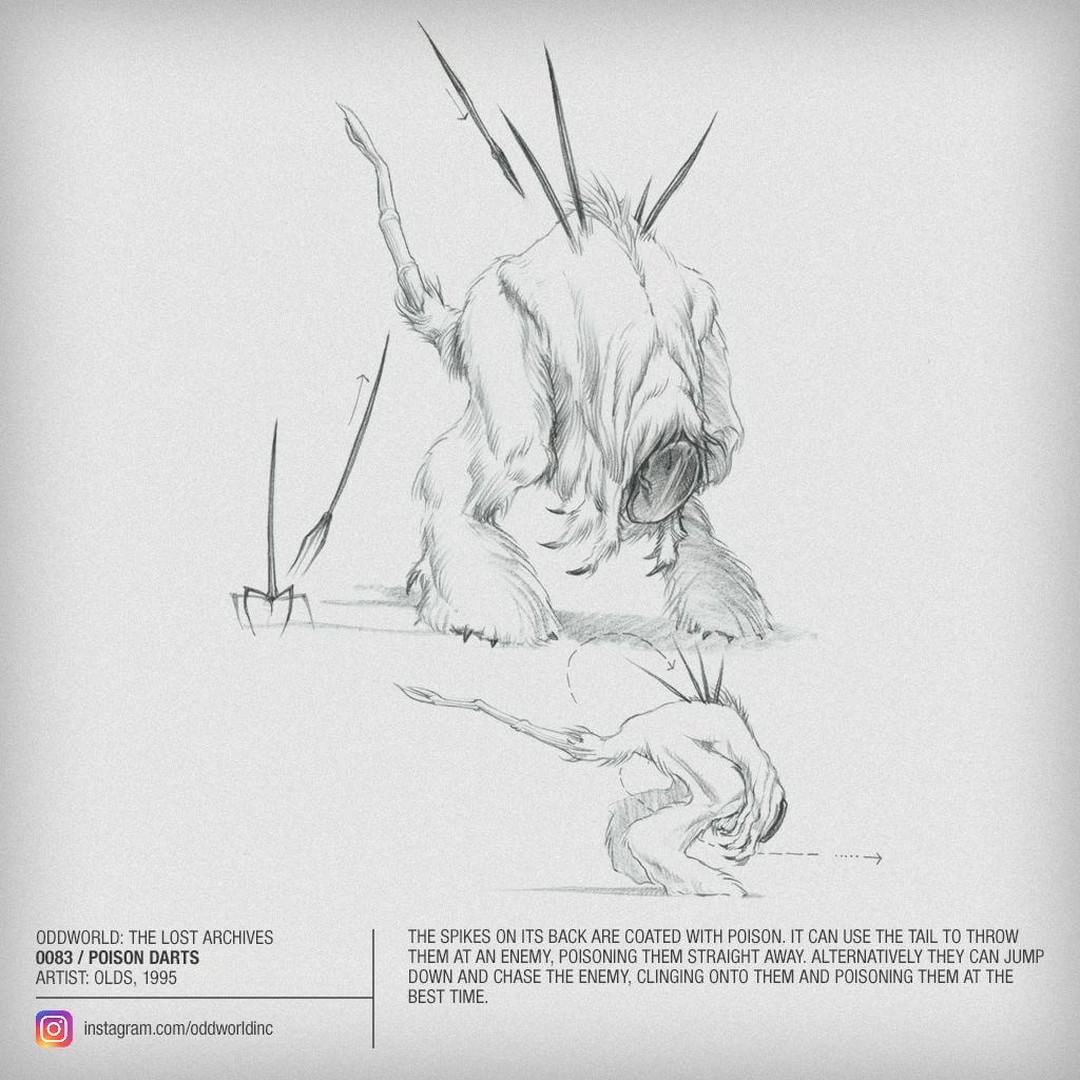 ODDWORLD: THE LOST ARCHIVES
0083 / POISON DARTS
ARTIST: OLDS, 1995
instagram.com/oddworldinc
THE SPIKES ON ITS BACK ARE COATED WITH POISON. IT CAN USE THE TAIL TO THROW
THEM AT AN ENEMY, POISONING THEM STRAIGHT AWAY. ALTERNATIVELY THEY CAN JUMP
DOWN AND CHASE THE ENEMY, CLINGING ONTO THEM AND POISONING THEM AT THE
BEST TIME.